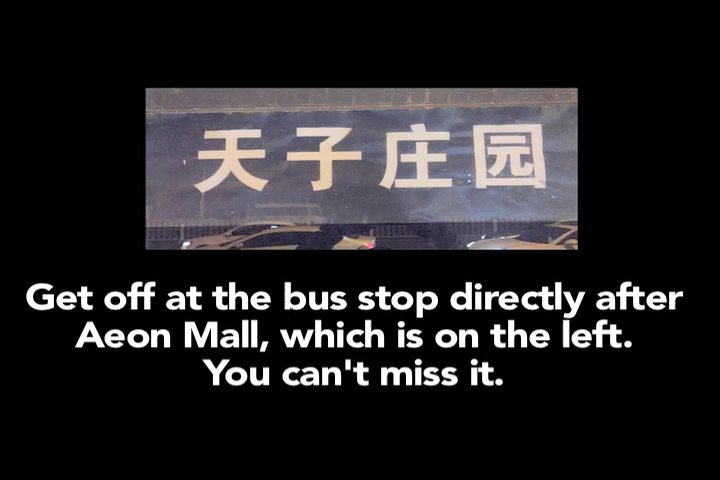 天子庄园
Get off at the bus stop directly after
Aeon Mall, which is on the left.
You can't miss it.